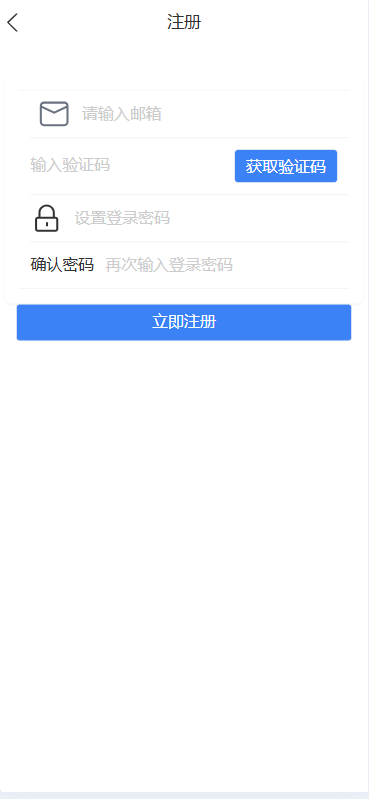 注册
请输入邮箱
输入验证码 获取验证码
设置登录密码
确认密码 再次输入登录密码
立即注册